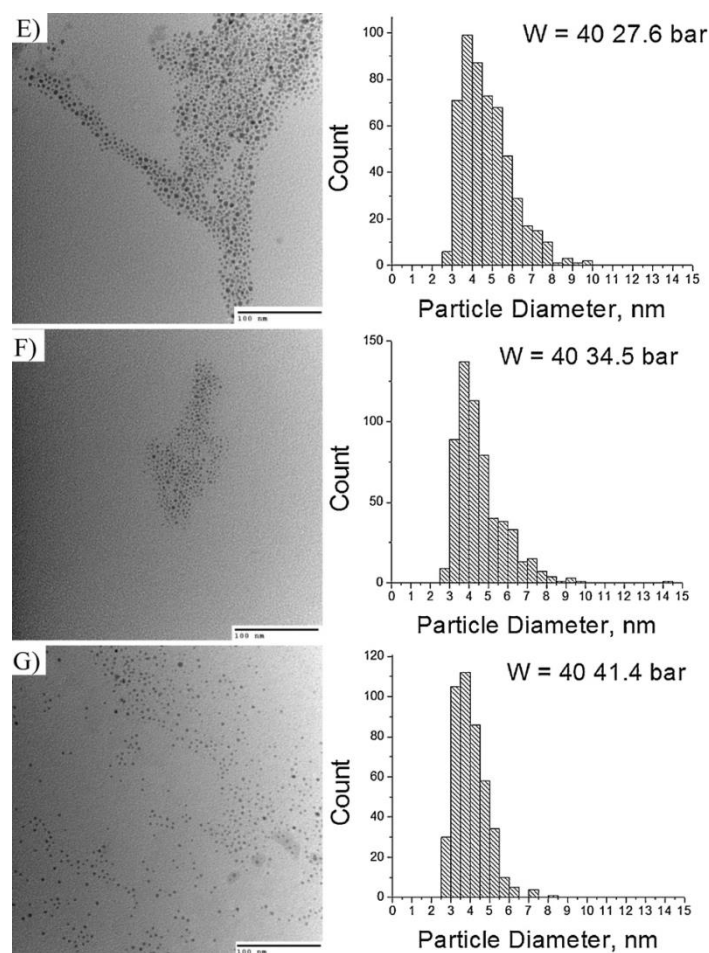 E)
100 nm
W = 40 27.6 bar
Count
100
80
60
40
20
0
0 1 2 3 4 5 6 7 8 9 10 11 12 13 14 15
Particle Diameter, nm
F)
100 nm
W = 40 34.5 bar
Count
150
100
50
0
0 1 2 3 4 5 6 7 8 9 10 11 12 13 14 15
Particle Diameter, nm
G)
100 nm
W = 40 41.4 bar
Count
120
100
80
60
40
20
0
0 1 2 3 4 5 6 7 8 9 10 11 12 13 14 15
Particle Diameter, nm